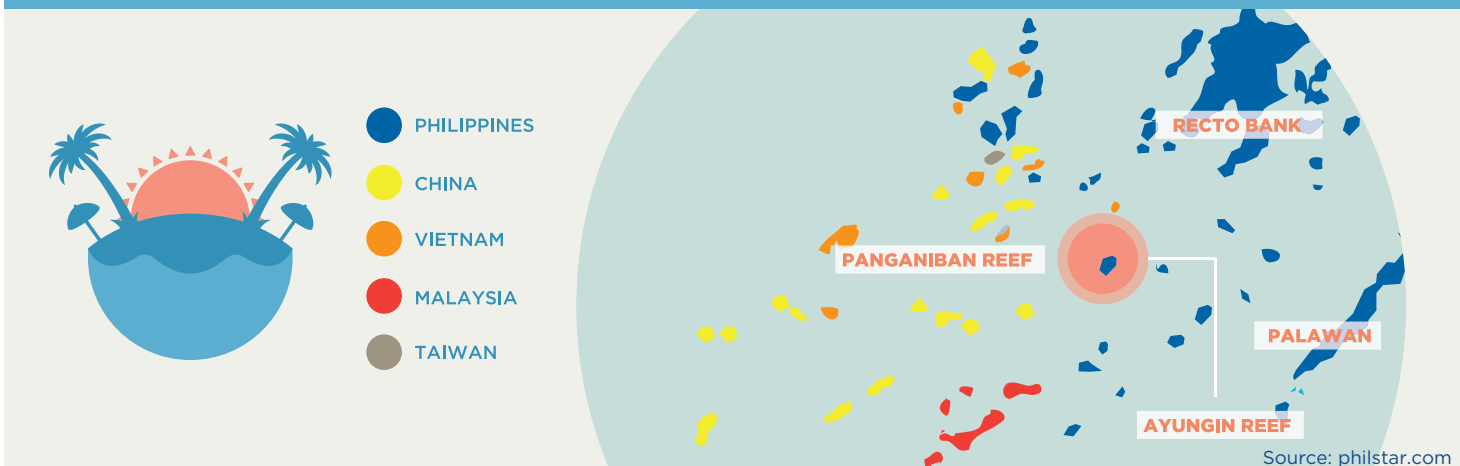 PHILIPPINES
CHINA
VIETNAM
MALAYSIA
TAIWAN
RECTO BANK
PANGANIBAN REEF
PALAWAN
AYUNGIN REEF
Source: philstar.com